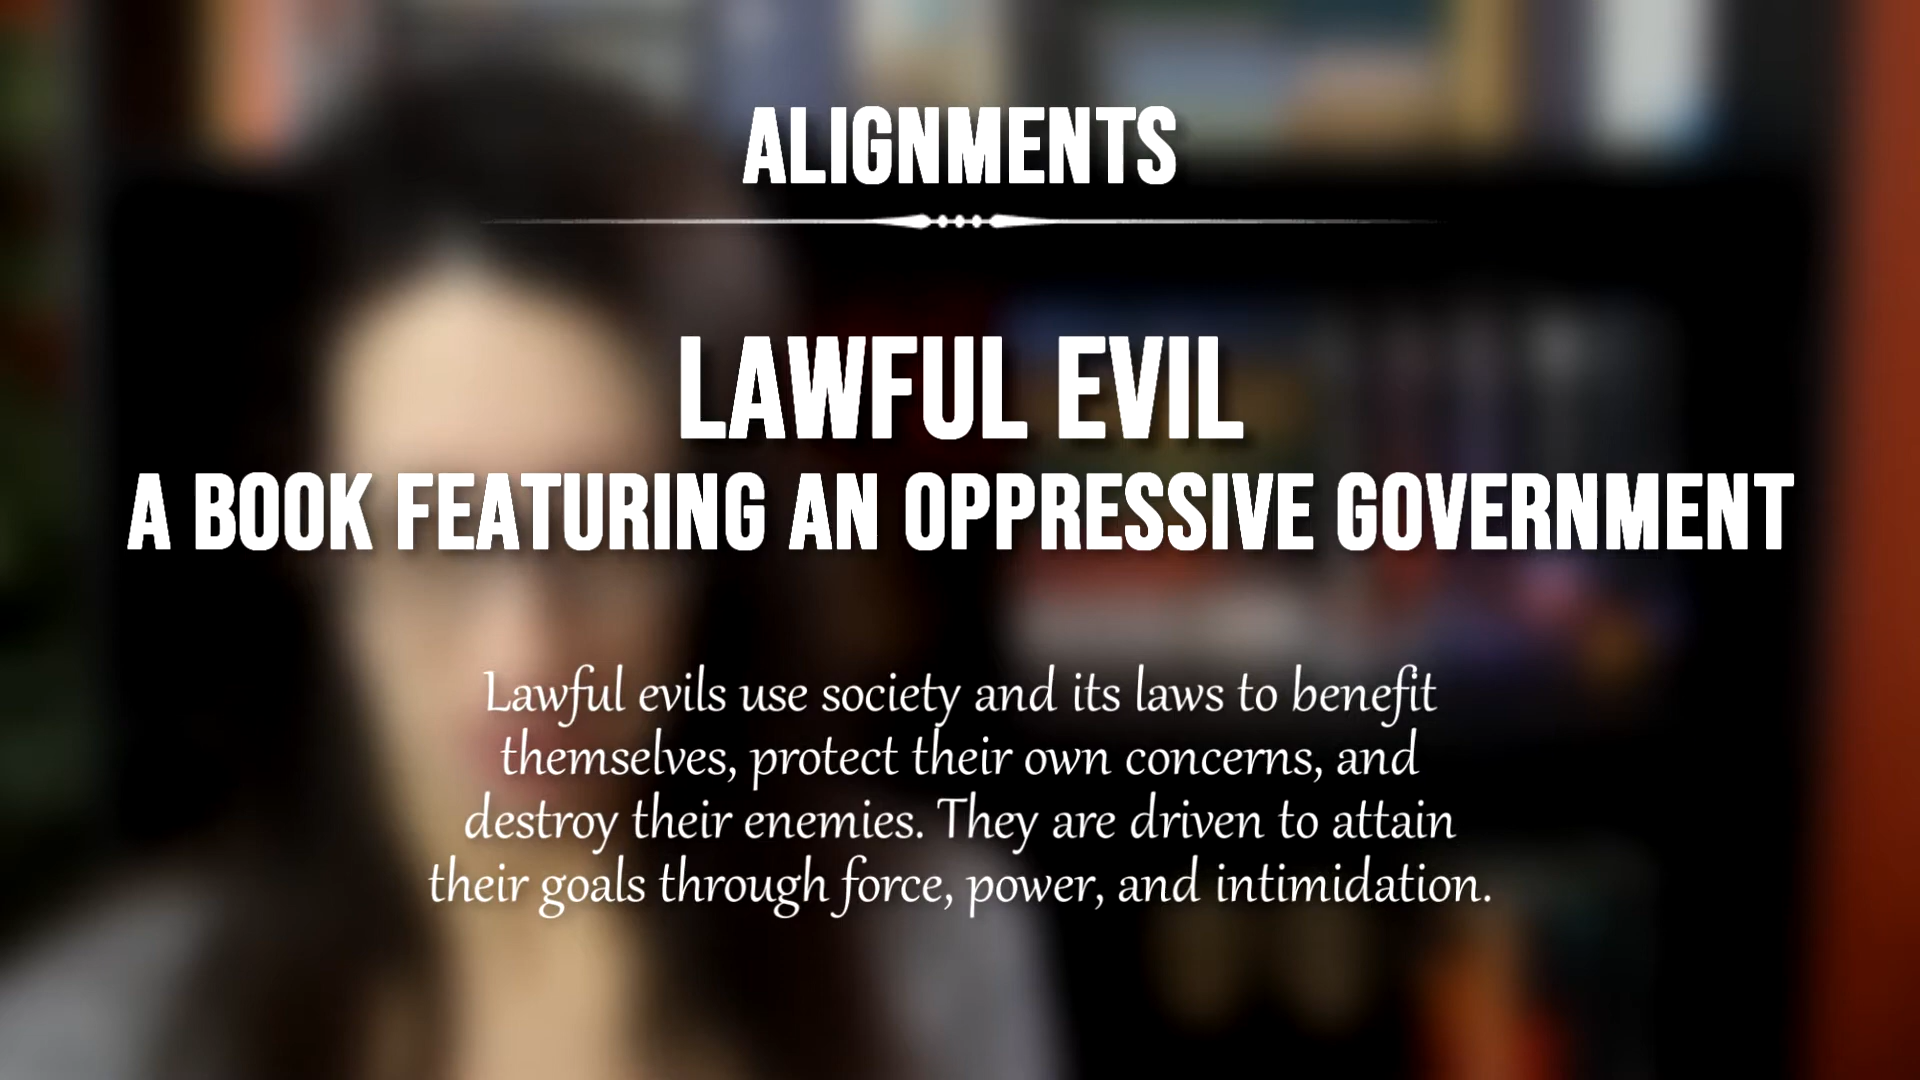 ALIGNMENTS
LAWFUL EVIL
A BOOK FEATURING AN OPPRESSIVE GOVERNMENT
Lawful evils use society and its laws to benefit
themselves, protect their own concerns, and
destroy their enemies. They are driven to attain
their goals through force, power, and intimidation.